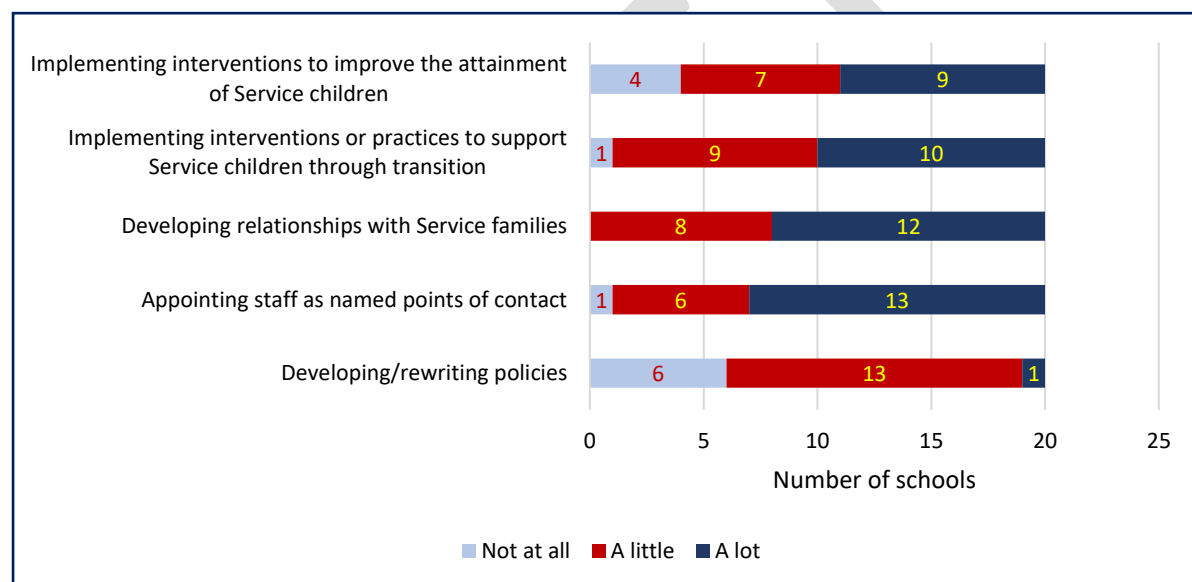 Implementing interventions to improve the attainment
of Service children
4 7 9
Implementing interventions or practices to support
Service children through transition
1 9 10
Developing relationships with Service families
8 12
Appointing staff as named points of contact
1 6 13
Developing/rewriting policies
6 13 1
0 5 10 15 20 25
Number of schools
Not at all A little A lot